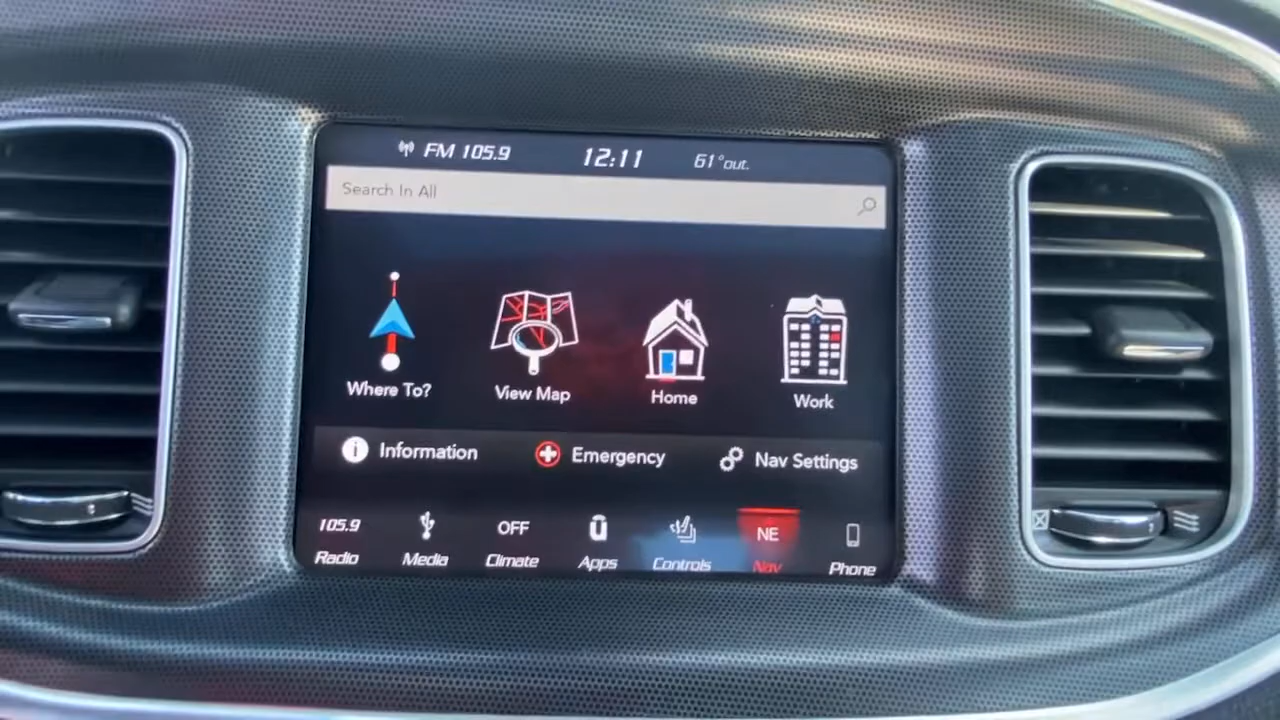 FM 105.9 12:11 61°out.
Search In All
Where To? View Map Home Work
Information Emergency Nav Settings
105.9 OFF NE
Radio Media Climate Apps Controls Nav Phone